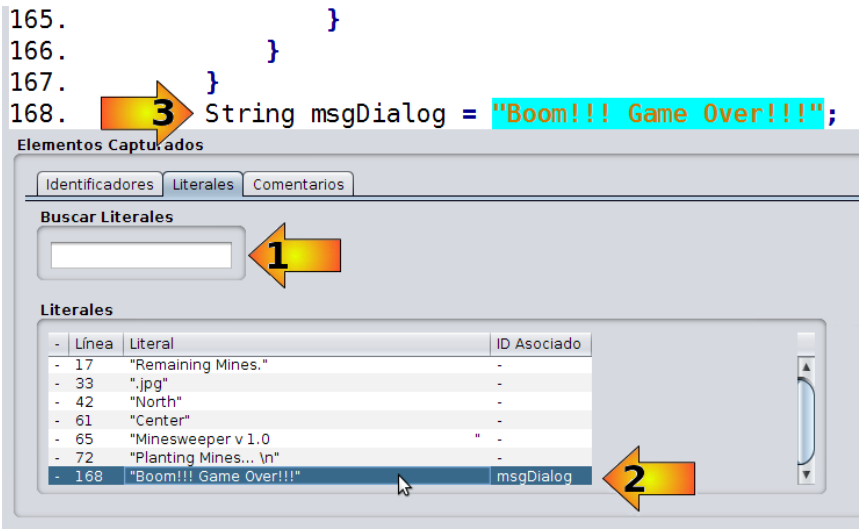 165. }
166. }
167. }
168. 3 String msgDialog = "Boom!!! Game Over!!!";
Elementos Capturados
Identificadores Literales Comentarios
Buscar Literales
1
Literales
- Línea Literal ID Asociado
- 17 "Remaining Mines." -
- 33 ".jpg" -
- 42 "North" -
- 61 "Center" -
- 65 "Minesweeper v 1.0 " -
- 72 "Planting Mines... \n" -
- 168 "Boom!!! Game Over!!!" msgDialog 2